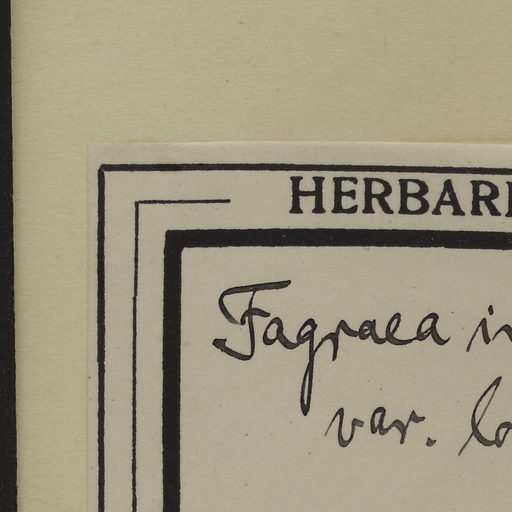 HERBARI
Fagraea in
var. lo